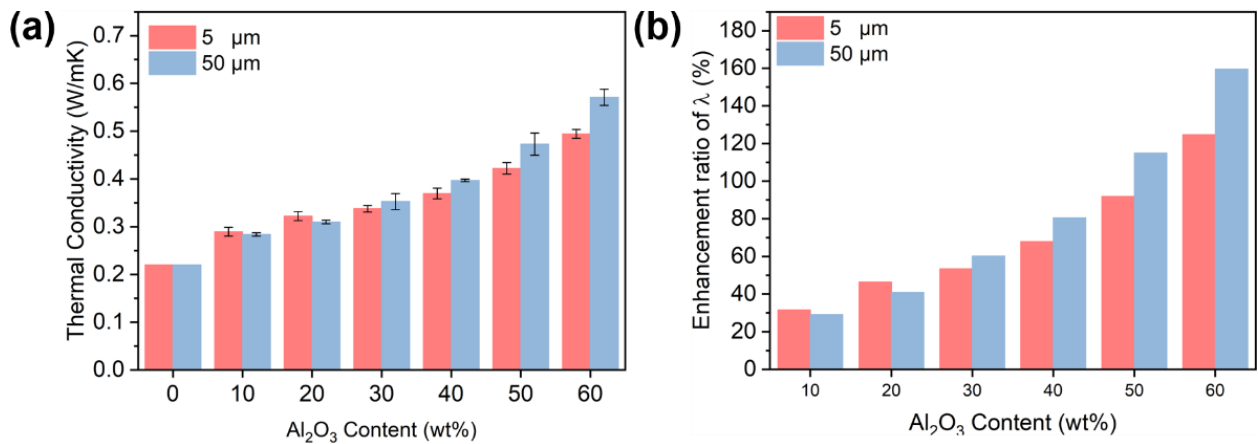 (a)
Thermal Conductivity (W/mK)
0.7
0.6
0.5
0.4
0.3
0.2
0.1
0.0
5 µm
50 µm
0 10 20 30 40 50 60
Al₂O₃ Content (wt%)
(b)
Enhancement ratio of λ (%)
180
160
140
120
100
80
60
40
20
0
5 µm
50 µm
10 20 30 40 50 60
Al₂O₃ Content (wt%)